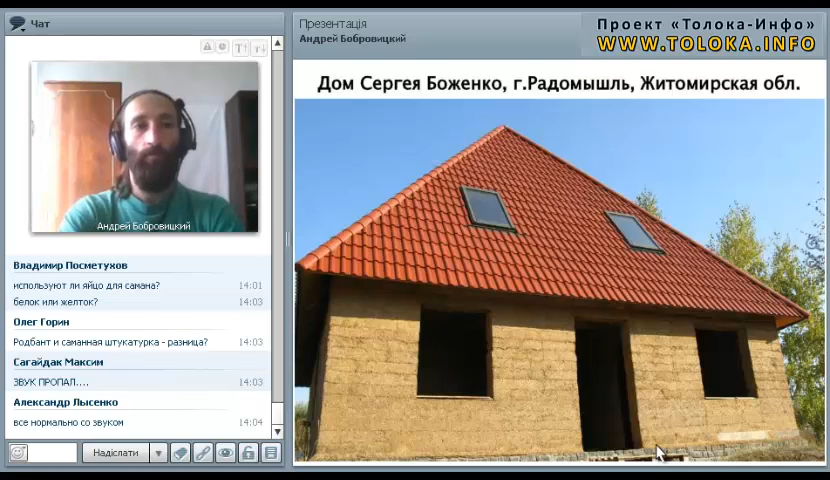 Чат
Презентація
Андрей Бобровицкий
Проект «Толока-Инфо»
WWW.TOLOKA.INFO
Дом Сергея Боженко, г.Радомышль, Житомирская обл.
Андрей Бобровицкий
Владимир Посметухов
используют ли яйцо для самана? 14:01
белок или желток? 14:03
Олег Горин
Родбант и саманная штукатурка - разница? 14:03
Сагайдак Максим
ЗВУК ПРОПАЛ.... 14:03
Александр Лысенко
все нормально со звуком 14:04
Надіслати